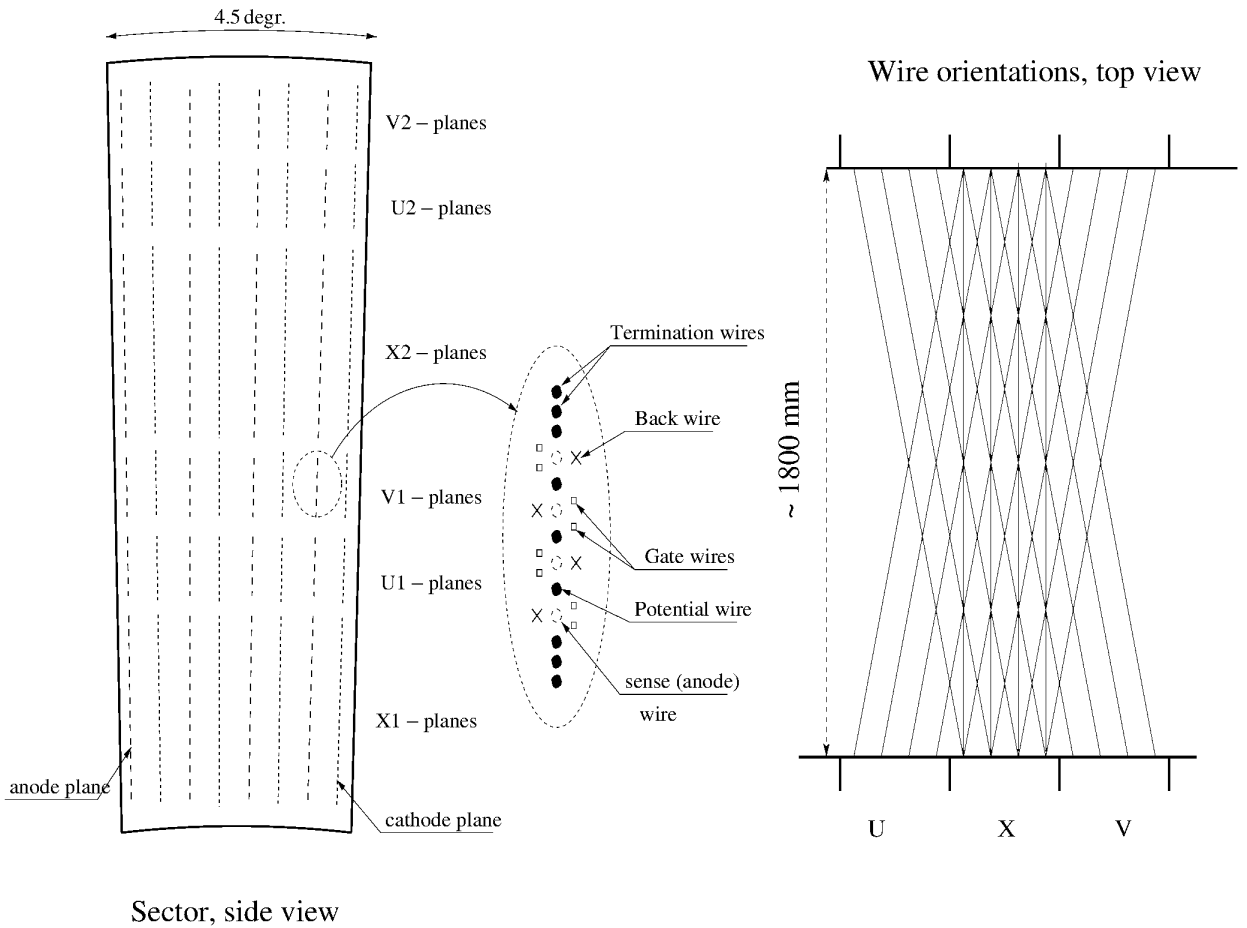 4.5 degr.
Wire orientations, top view
V2 – planes
U2 – planes
Termination wires
X2 – planes
Back wire
~ 1800 mm
V1 – planes
Gate wires
U1 – planes
Potential wire
sense (anode)
wire
X1 – planes
anode plane
cathode plane
U X V
Sector, side view